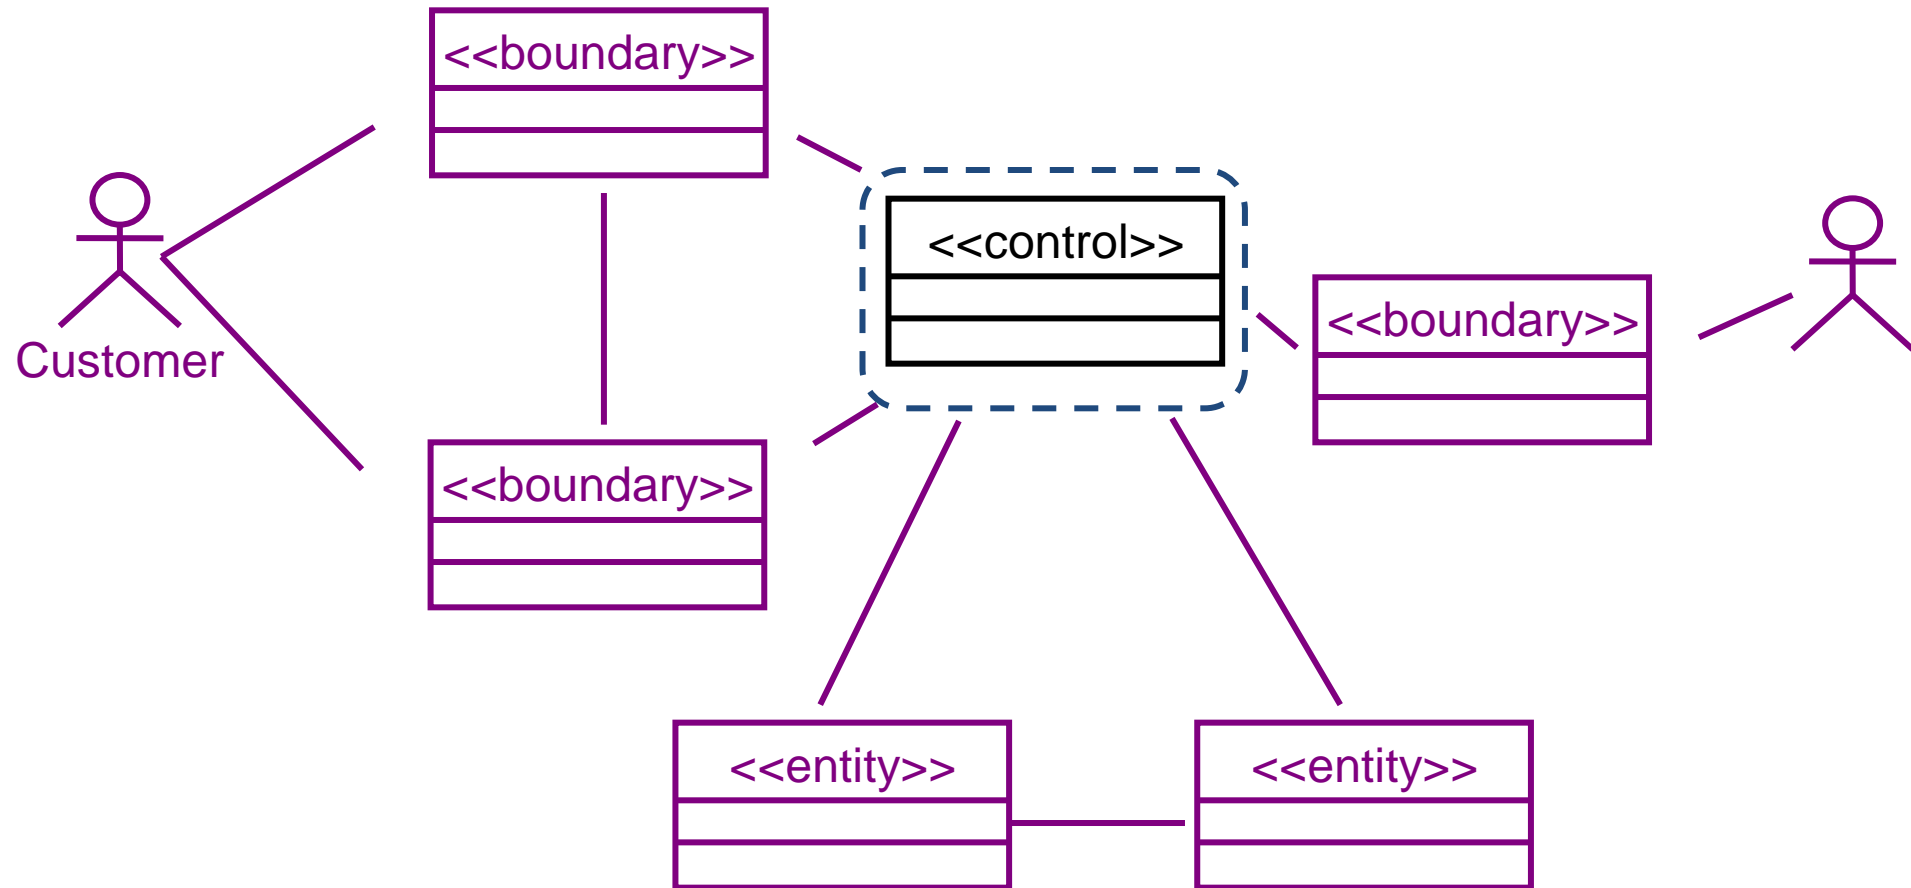 <<boundary>>
<<control>>
<<boundary>>
Customer
<<boundary>>
<<entity>>
<<entity>>